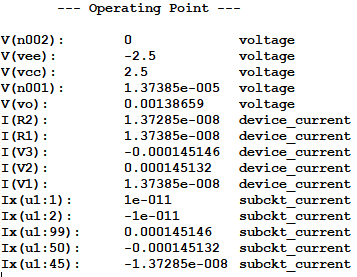 --- Operating Point ---
V(n002): 0 voltage
V(vee): -2.5 voltage
V(vcc): 2.5 voltage
V(n001): 1.37385e-005 voltage
V(vo): 0.00138659 voltage
I(R2): 1.37285e-008 device_current
I(R1): 1.37385e-008 device_current
I(V3): -0.000145146 device_current
I(V2): 0.000145132 device_current
I(V1): 1.37385e-008 device_current
Ix(u1:1): 1e-011 subckt_current
Ix(u1:2): -1e-011 subckt_current
Ix(u1:99): 0.000145146 subckt_current
Ix(u1:50): -0.000145132 subckt_current
Ix(u1:45): -1.37285e-008 subckt_current